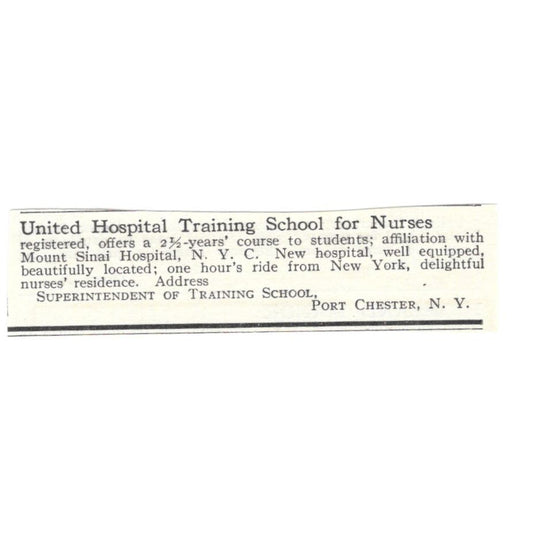 United Hospital Training School for Nurses
registered, offers a 2½-years' course to students; affiliation with
Mount Sinai Hospital, N. Y. C. New hospital, well equipped,
beautifully located; one hour's ride from New York, delightful
nurses' residence. Address
SUPERINTENDENT OF TRAINING SCHOOL,
PORT CHESTER, N. Y.